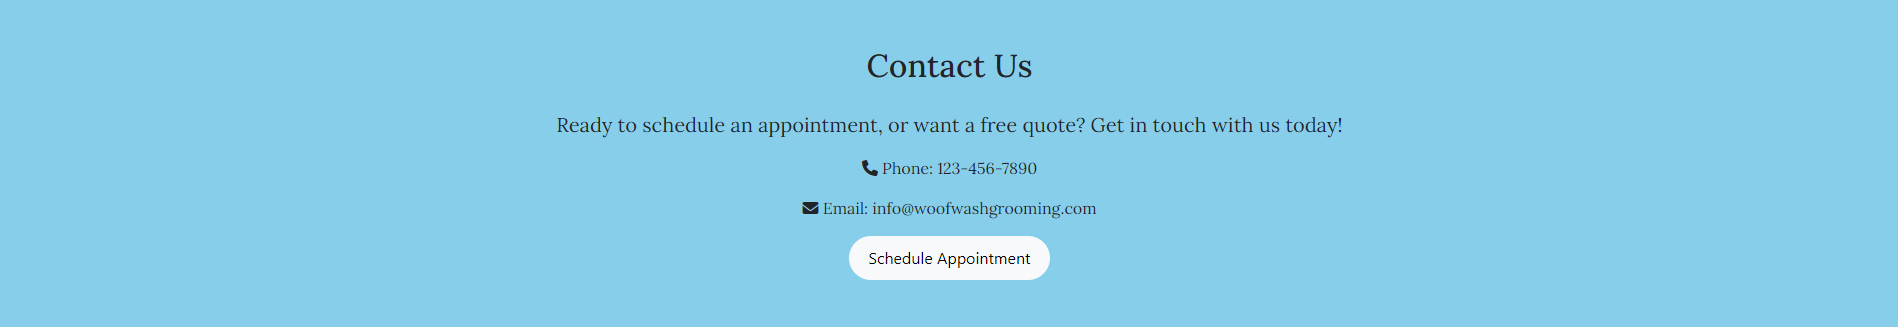 Contact Us
Ready to schedule an appointment, or want a free quote? Get in touch with us today!
Phone: 123-456-7890
Email: info@woofwashgrooming.com
Schedule Appointment